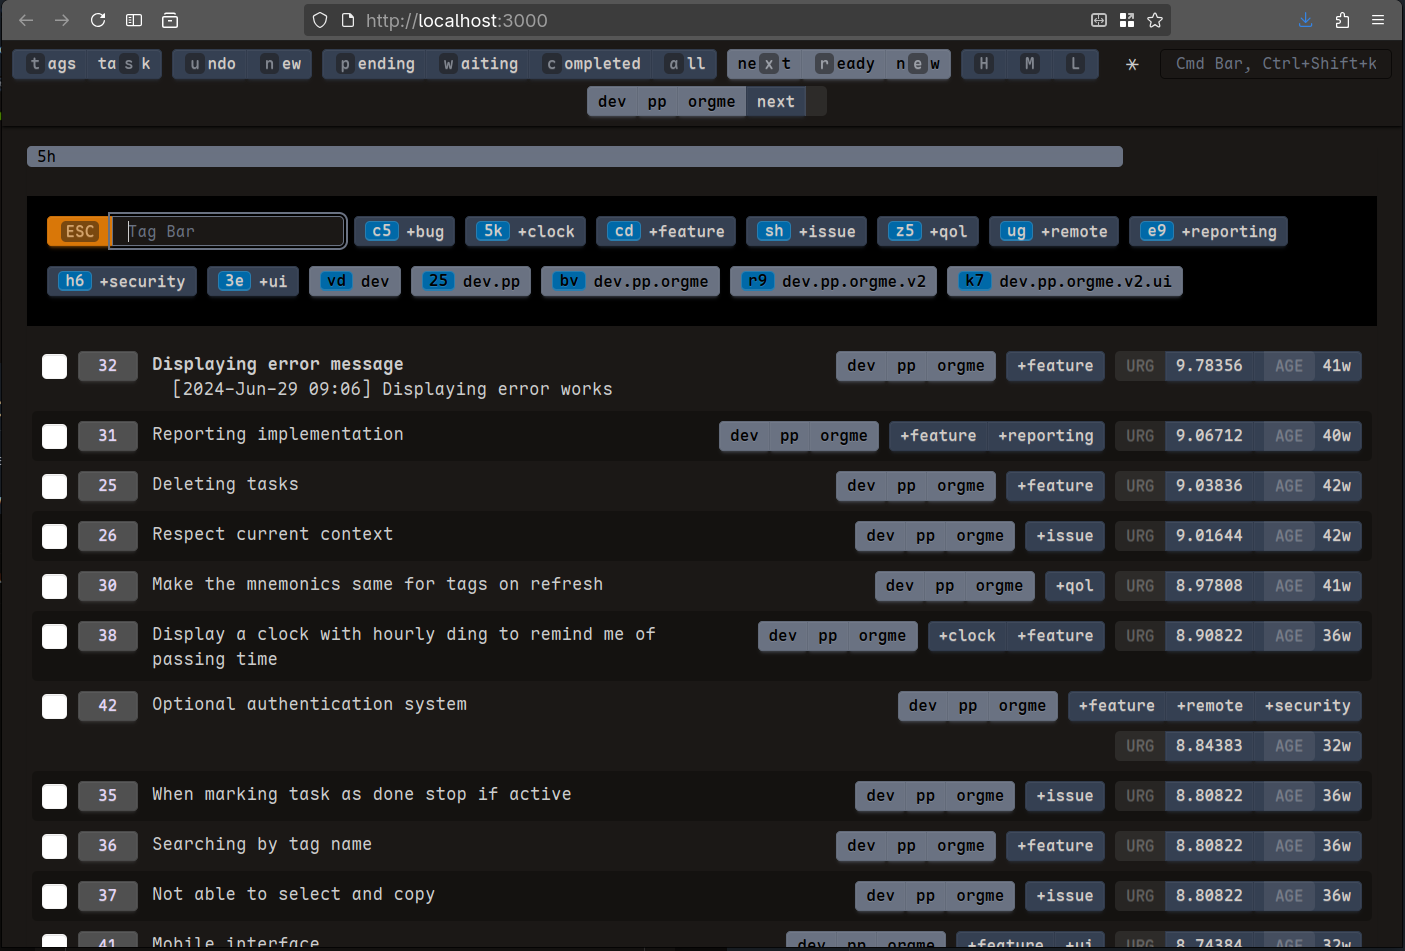 http://localhost:3000
tags task undo new pending waiting completed all next ready new H M L * Cmd Bar, Ctrl+Shift+k
dev pp orgme next
5h
ESC Tag Bar c5 +bug 5k +clock cd +feature sh +issue z5 +qol ug +remote e9 +reporting
h6 +security 3e +ui vd dev 25 dev.pp bv dev.pp.orgme r9 dev.pp.orgme.v2 k7 dev.pp.orgme.v2.ui
32 Displaying error message dev pp orgme +feature URG 9.78356 AGE 41w
[2024-Jun-29 09:06] Displaying error works
31 Reporting implementation dev pp orgme +feature +reporting URG 9.06712 AGE 40w
25 Deleting tasks dev pp orgme +feature URG 9.03836 AGE 42w
26 Respect current context dev pp orgme +issue URG 9.01644 AGE 42w
30 Make the mnemonics same for tags on refresh dev pp orgme +qol URG 8.97808 AGE 41w
38 Display a clock with hourly ding to remind me of dev pp orgme +clock +feature URG 8.90822 AGE 36w
passing time
42 Optional authentication system dev pp orgme +feature +remote +security
URG 8.84383 AGE 32w
35 When marking task as done stop if active dev pp orgme +issue URG 8.80822 AGE 36w
36 Searching by tag name dev pp orgme +feature URG 8.80822 AGE 36w
37 Not able to select and copy dev pp orgme +issue URG 8.80822 AGE 36w
41 Mobile interface dev pp orgme +feature +ui URG 8.74384 AGE 32w